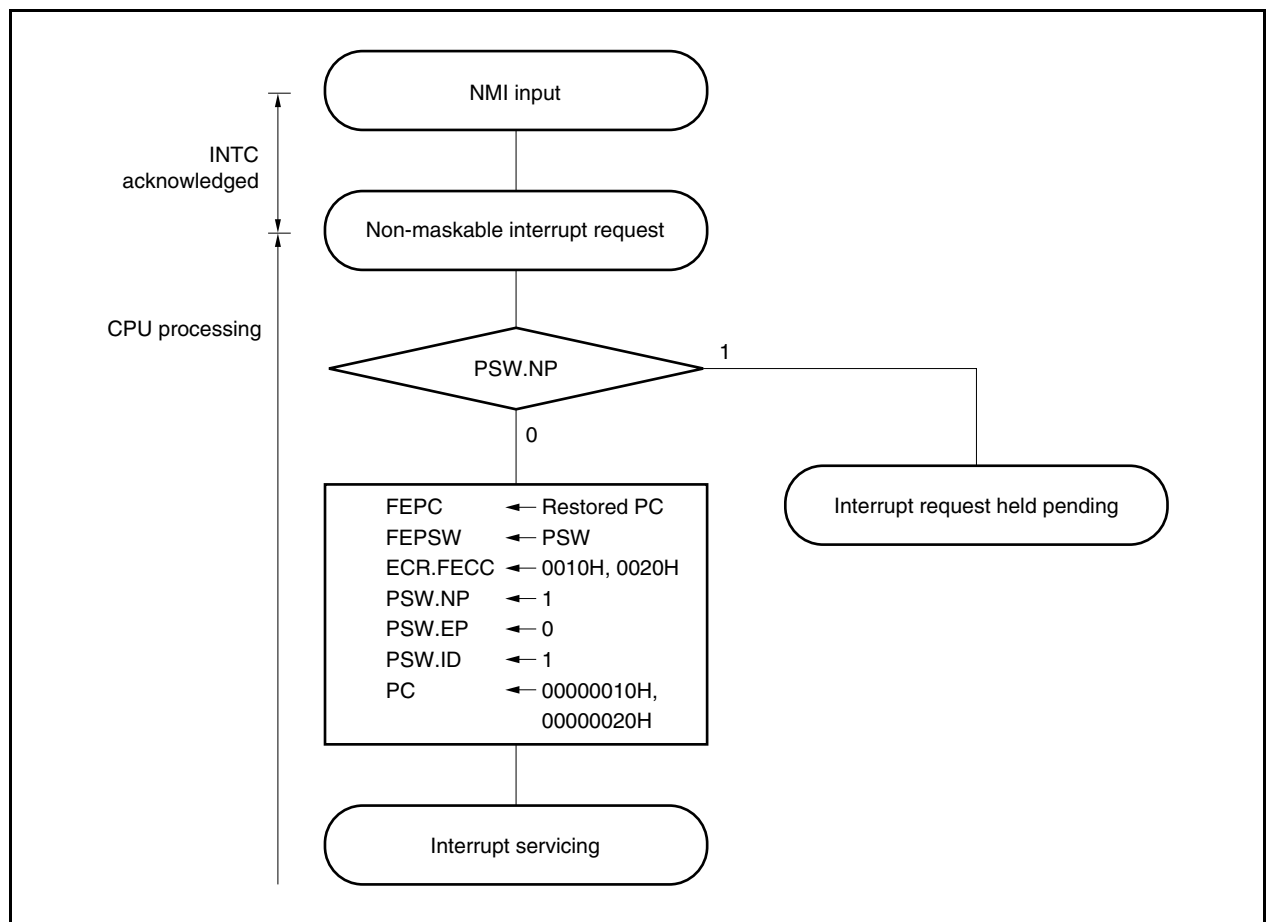 NMI input
INTC
acknowledged
Non-maskable interrupt request
CPU processing
PSW.NP
1
0
FEPC ← Restored PC
FEPSW ← PSW
ECR.FECC ← 0010H, 0020H
PSW.NP ← 1
PSW.EP ← 0
PSW.ID ← 1
PC ← 00000010H,
00000020H
Interrupt request held pending
Interrupt servicing